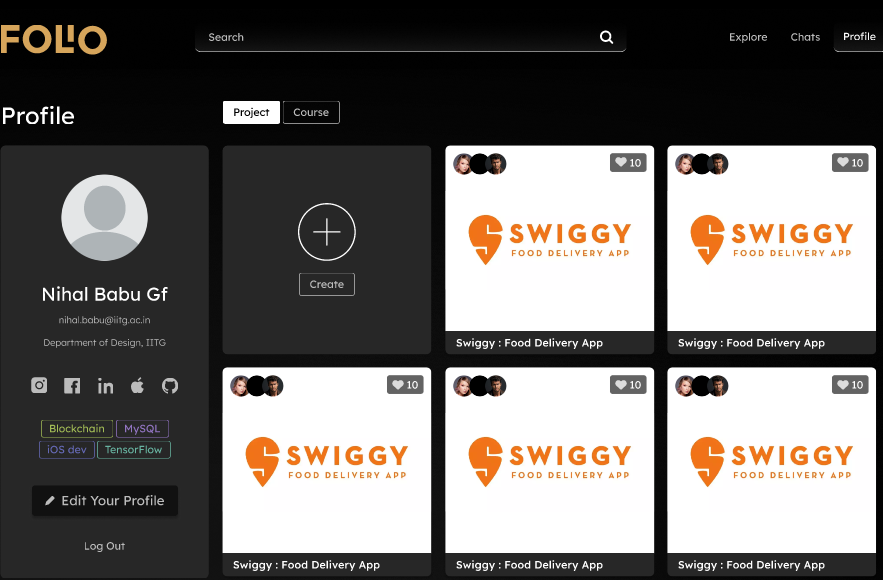 FOLIO
Search
Explore
Chats
Profile
Profile
Project
Course
Nihal Babu Gf
nihal.babu@iitg.ac.in
Department of Design, IITG
Blockchain
MySQL
iOS dev
TensorFlow
Edit Your Profile
Log Out
Create
10
SWIGGY
FOOD DELIVERY APP
Swiggy : Food Delivery App
10
SWIGGY
FOOD DELIVERY APP
Swiggy : Food Delivery App
10
SWIGGY
FOOD DELIVERY APP
Swiggy : Food Delivery App
10
SWIGGY
FOOD DELIVERY APP
Swiggy : Food Delivery App
10
SWIGGY
FOOD DELIVERY APP
Swiggy : Food Delivery App